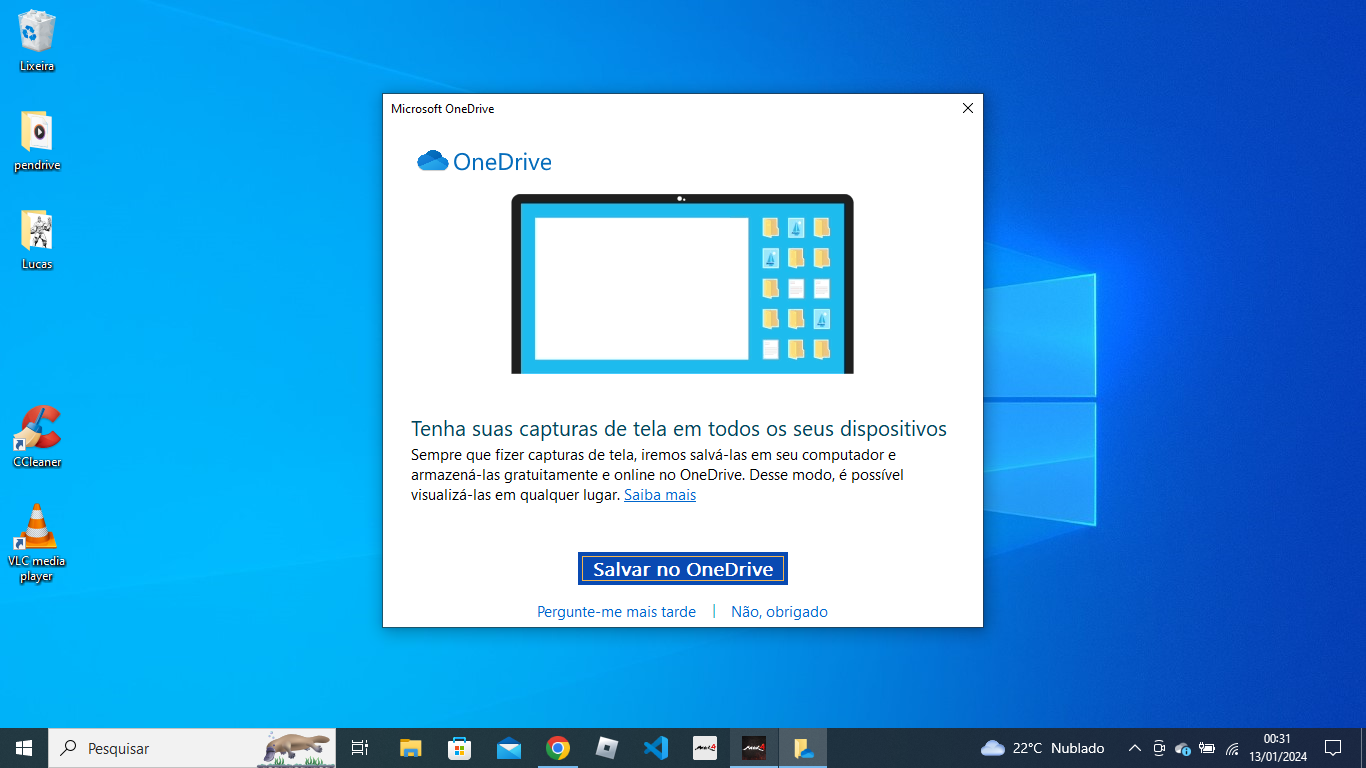 Lixeira
pendrive
Lucas
CCleaner
VLC media
player
Microsoft OneDrive
OneDrive
Tenha suas capturas de tela em todos os seus dispositivos
Sempre que fizer capturas de tela, iremos salvá-las em seu computador e
armazená-las gratuitamente e online no OneDrive. Desse modo, é possível
visualizá-las em qualquer lugar. Saiba mais
Salvar no OneDrive
Pergunte-me mais tarde | Não, obrigado
Pesquisar
22°C Nublado
00:31
13/01/2024